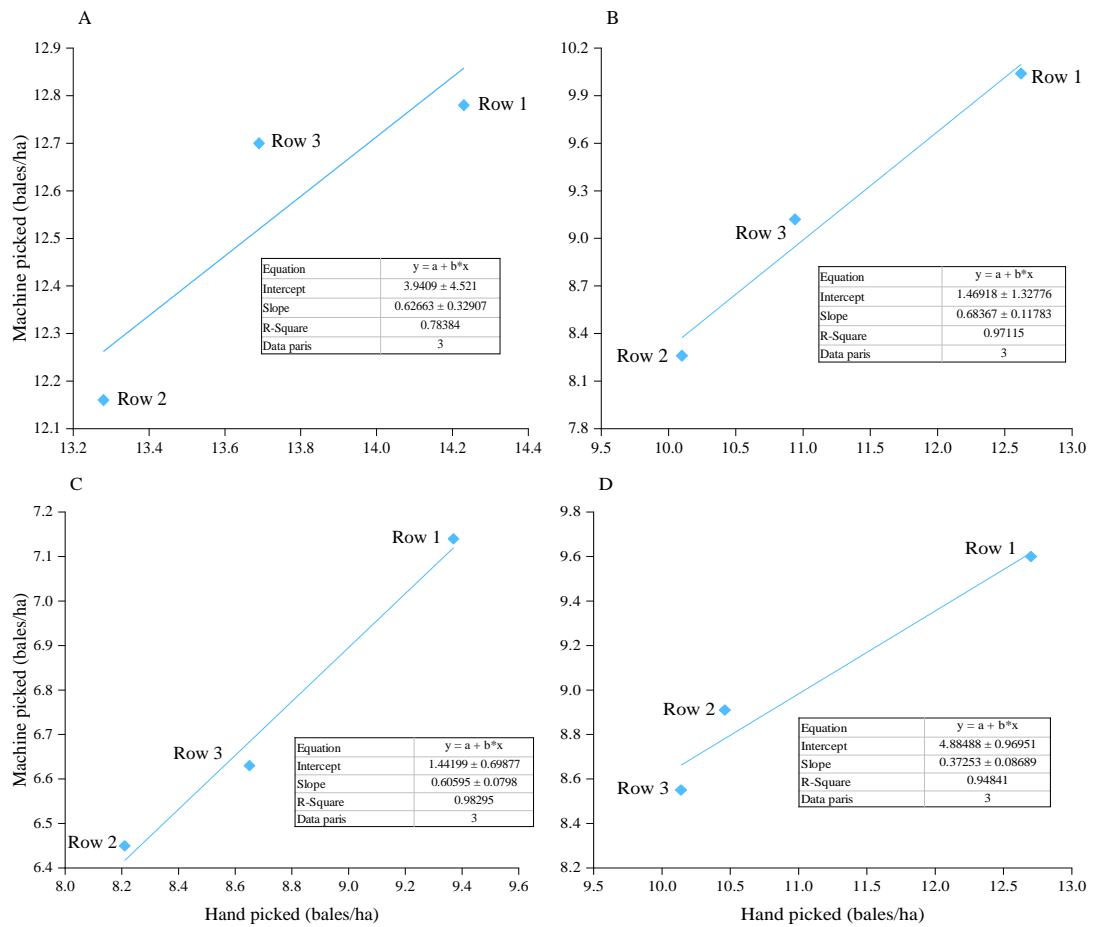 A
Machine picked (bales/ha)
12.9
12.8
12.7
12.6
12.5
12.4
12.3
12.2
12.1
13.2 13.4 13.6 13.8 14.0 14.2 14.4
Row 1
Row 3
Row 2
Equation y = a + b*x
Intercept 3.9409 ± 4.521
Slope 0.62663 ± 0.32907
R-Square 0.78384
Data paris 3
B
10.2
9.9
9.6
9.3
9.0
8.7
8.4
8.1
7.8
9.5 10.0 10.5 11.0 11.5 12.0 12.5 13.0
Row 1
Row 3
Row 2
Equation y = a + b*x
Intercept 1.46918 ± 1.32776
Slope 0.68367 ± 0.11783
R-Square 0.97115
Data paris 3
C
Machine picked (bales/ha)
7.2
7.1
7.0
6.9
6.8
6.7
6.6
6.5
6.4
8.0 8.2 8.4 8.6 8.8 9.0 9.2 9.4 9.6
Row 1
Row 3
Row 2
Equation y = a + b*x
Intercept 1.44199 ± 0.69877
Slope 0.60595 ± 0.0798
R-Square 0.98295
Data paris 3
Hand picked (bales/ha)
D
9.8
9.6
9.4
9.2
9.0
8.8
8.6
8.4
8.2
9.5 10.0 10.5 11.0 11.5 12.0 12.5 13.0
Row 1
Row 2
Row 3
Equation y = a + b*x
Intercept 4.88488 ± 0.96951
Slope 0.37253 ± 0.08689
R-Square 0.94841
Data paris 3
Hand picked (bales/ha)